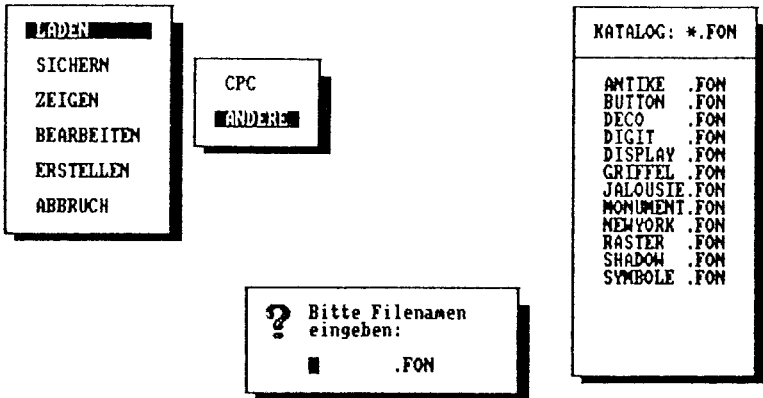 LADEN
SICHERN
ZEIGEN
BEARBEITEN
ERSTELLEN
ABBRUCH
CPC
ANDERE
KATALOG: *.FON
ANTIKE .FON
BUTTON .FON
DECO .FON
DIGIT .FON
DISPLAY .FON
GRIFFEL .FON
JALOUSIE.FON
MONUMENT.FON
NEWYORK .FON
RASTER .FON
SHADOW .FON
SYMBOLE .FON
? Bitte Filenamen
eingeben:
.FON